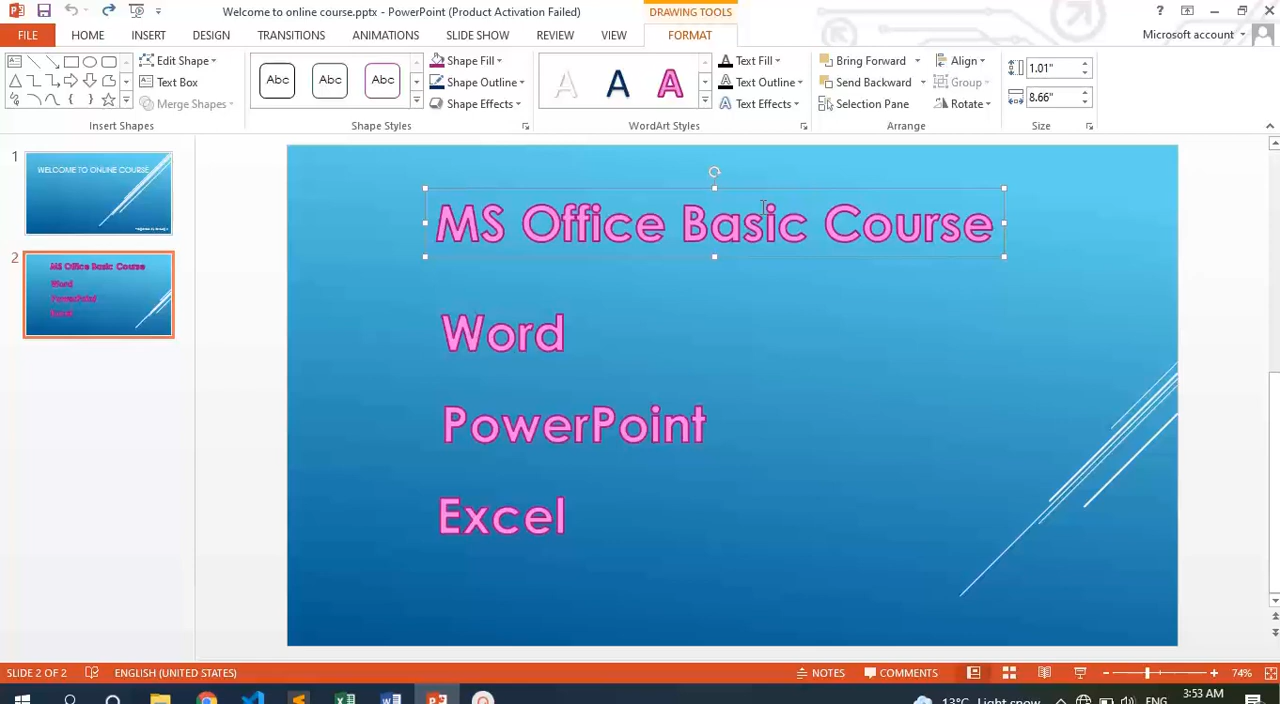 Welcome to online course.pptx - PowerPoint (Product Activation Failed)
DRAWING TOOLS
?
FILE
HOME
INSERT
DESIGN
TRANSITIONS
ANIMATIONS
SLIDE SHOW
REVIEW
VIEW
FORMAT
Microsoft account
Edit Shape
Text Box
Merge Shapes
Insert Shapes
Abc
Abc
Abc
Shape Fill
Shape Outline
Shape Effects
Shape Styles
A
A
A
Text Fill
Text Outline
Text Effects
WordArt Styles
Bring Forward
Send Backward
Selection Pane
Align
Group
Rotate
Arrange
1.01"
8.66"
Size
1
WELCOME TO ONLINE COURSE
2
MS Office Basic Course
Word
PowerPoint
Excel
MS Office Basic Course
Word
PowerPoint
Excel
SLIDE 2 OF 2
ENGLISH (UNITED STATES)
NOTES
COMMENTS
74%
13°C Light snow
ENG
3:53 AM